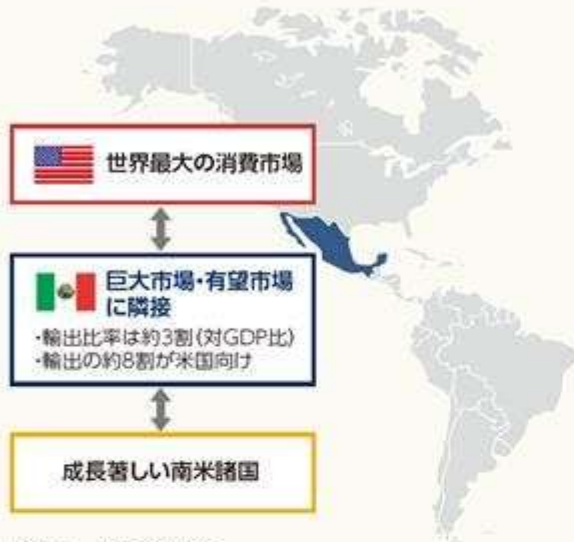 世界最大の消費市場
巨大市場・有望市場
に隣接
・輸出比率は約3割(対GDP比)
・輸出の約8割が米国向け
成長著しい南米諸国